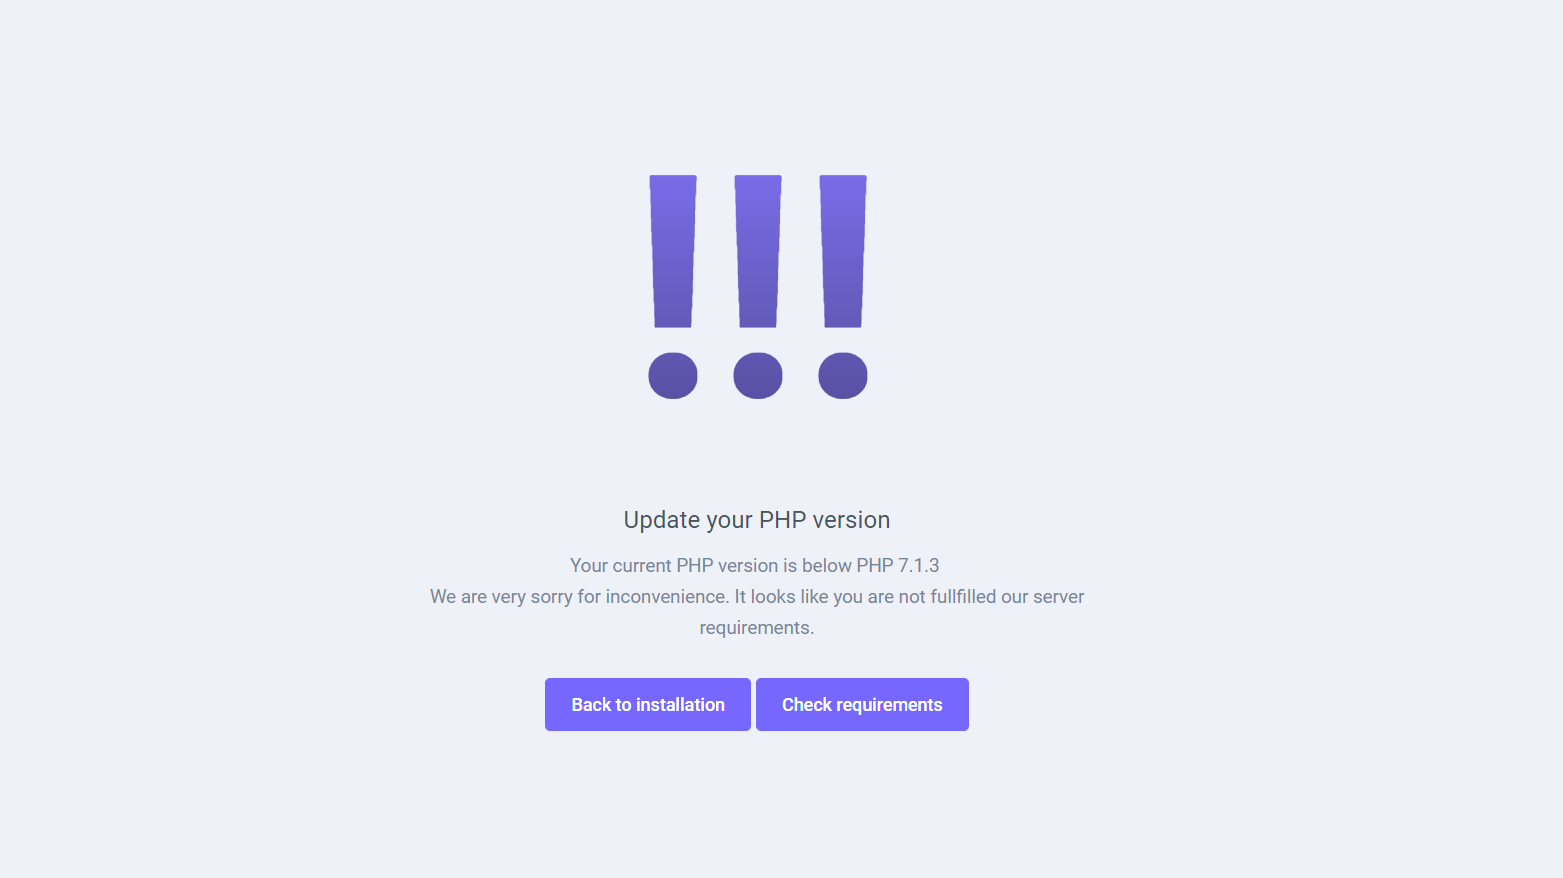 !!!
Update your PHP version
Your current PHP version is below PHP 7.1.3
We are very sorry for inconvenience. It looks like you are not fullfilled our server
requirements.
Back to installation
Check requirements